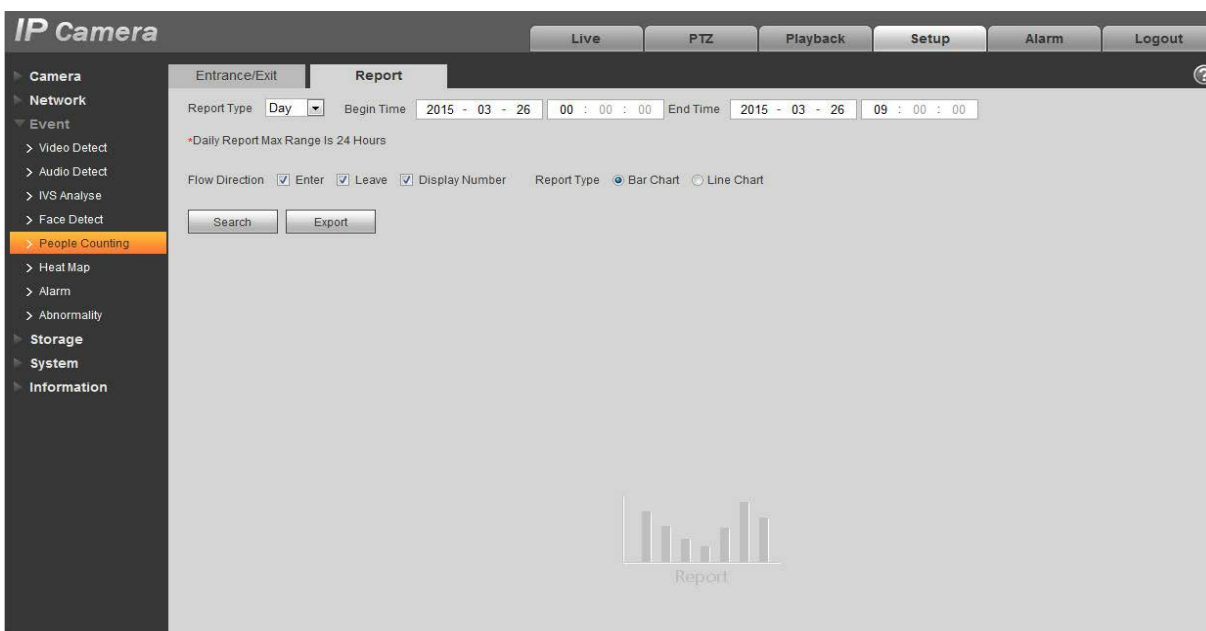 IP Camera
Live
PTZ
Playback
Setup
Alarm
Logout
Camera
Network
Event
Video Detect
Audio Detect
IVS Analyse
Face Detect
People Counting
Heat Map
Alarm
Abnormality
Storage
System
Information
Entrance/Exit
Report
?
Report Type Day Begin Time 2015 - 03 - 26 00 : 00 : 00 End Time 2015 - 03 - 26 09 : 00 : 00
*Daily Report Max Range Is 24 Hours
Flow Direction Enter Leave Display Number Report Type Bar Chart Line Chart
Search
Export
Report